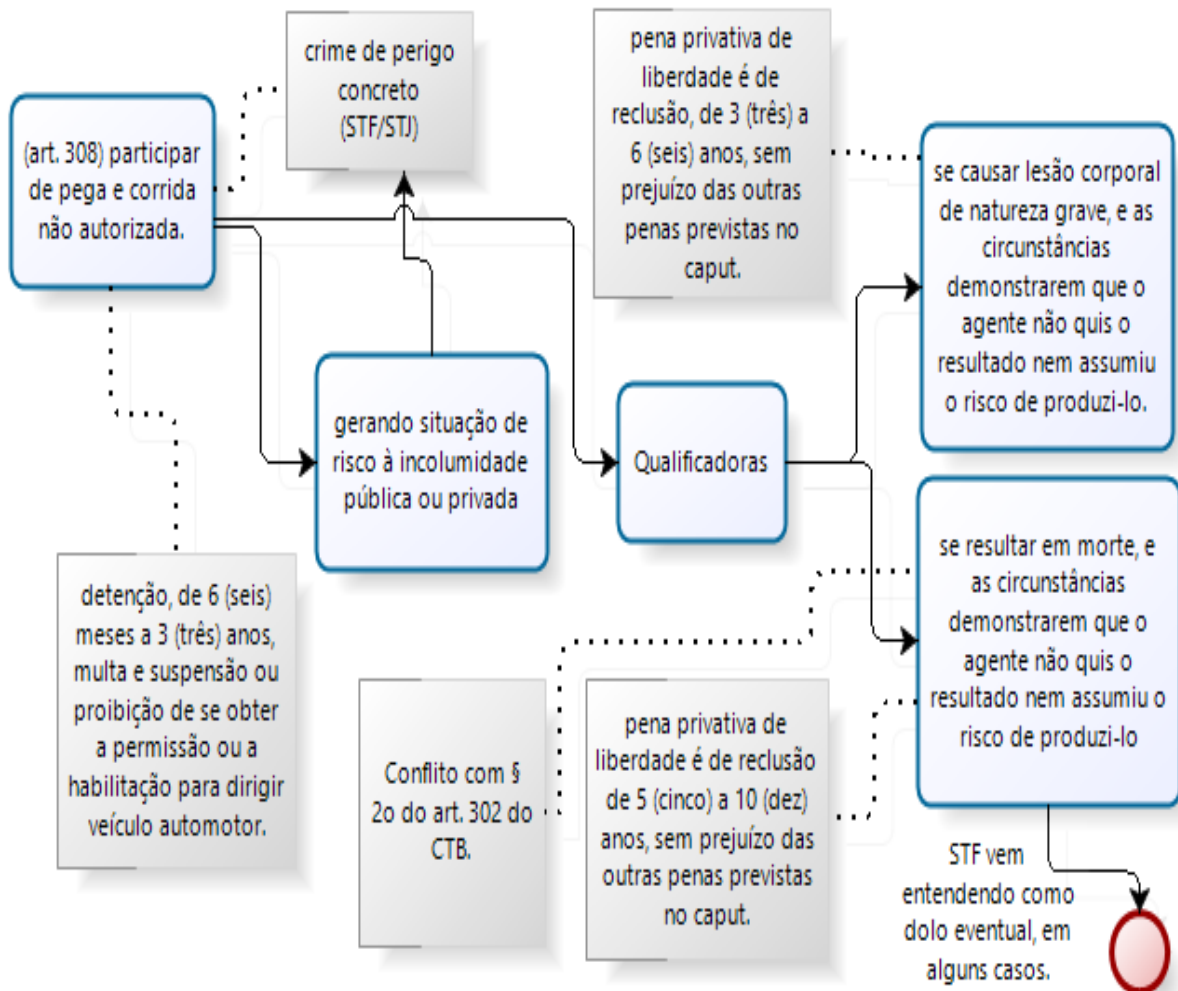 crime de perigo
concreto
(STF/STJ)
pena privativa de
liberdade é de
reclusão, de 3 (três) a
6 (seis) anos, sem
prejuízo das outras
penas previstas no
caput.
(art. 308) participar
de pega e corrida
não autorizada.
se causar lesão corporal
de natureza grave, e as
circunstâncias
demonstrarem que o
agente não quis o
resultado nem assumiu
o risco de produzi-lo.
gerando situação de
risco à incolumidade
pública ou privada
Qualificadoras
se resultar em morte, e
as circunstâncias
demonstrarem que o
agente não quis o
resultado nem assumiu o
risco de produzi-lo
detenção, de 6 (seis)
meses a 3 (três) anos,
multa e suspensão ou
proibição de se obter
a permissão ou a
habilitação para dirigir
veículo automotor.
Conflito com §
2o do art. 302 do
CTB.
pena privativa de
liberdade é de reclusão
de 5 (cinco) a 10 (dez)
anos, sem prejuízo das
outras penas previstas
no caput.
STF vem
entendendo como
dolo eventual, em
alguns casos.